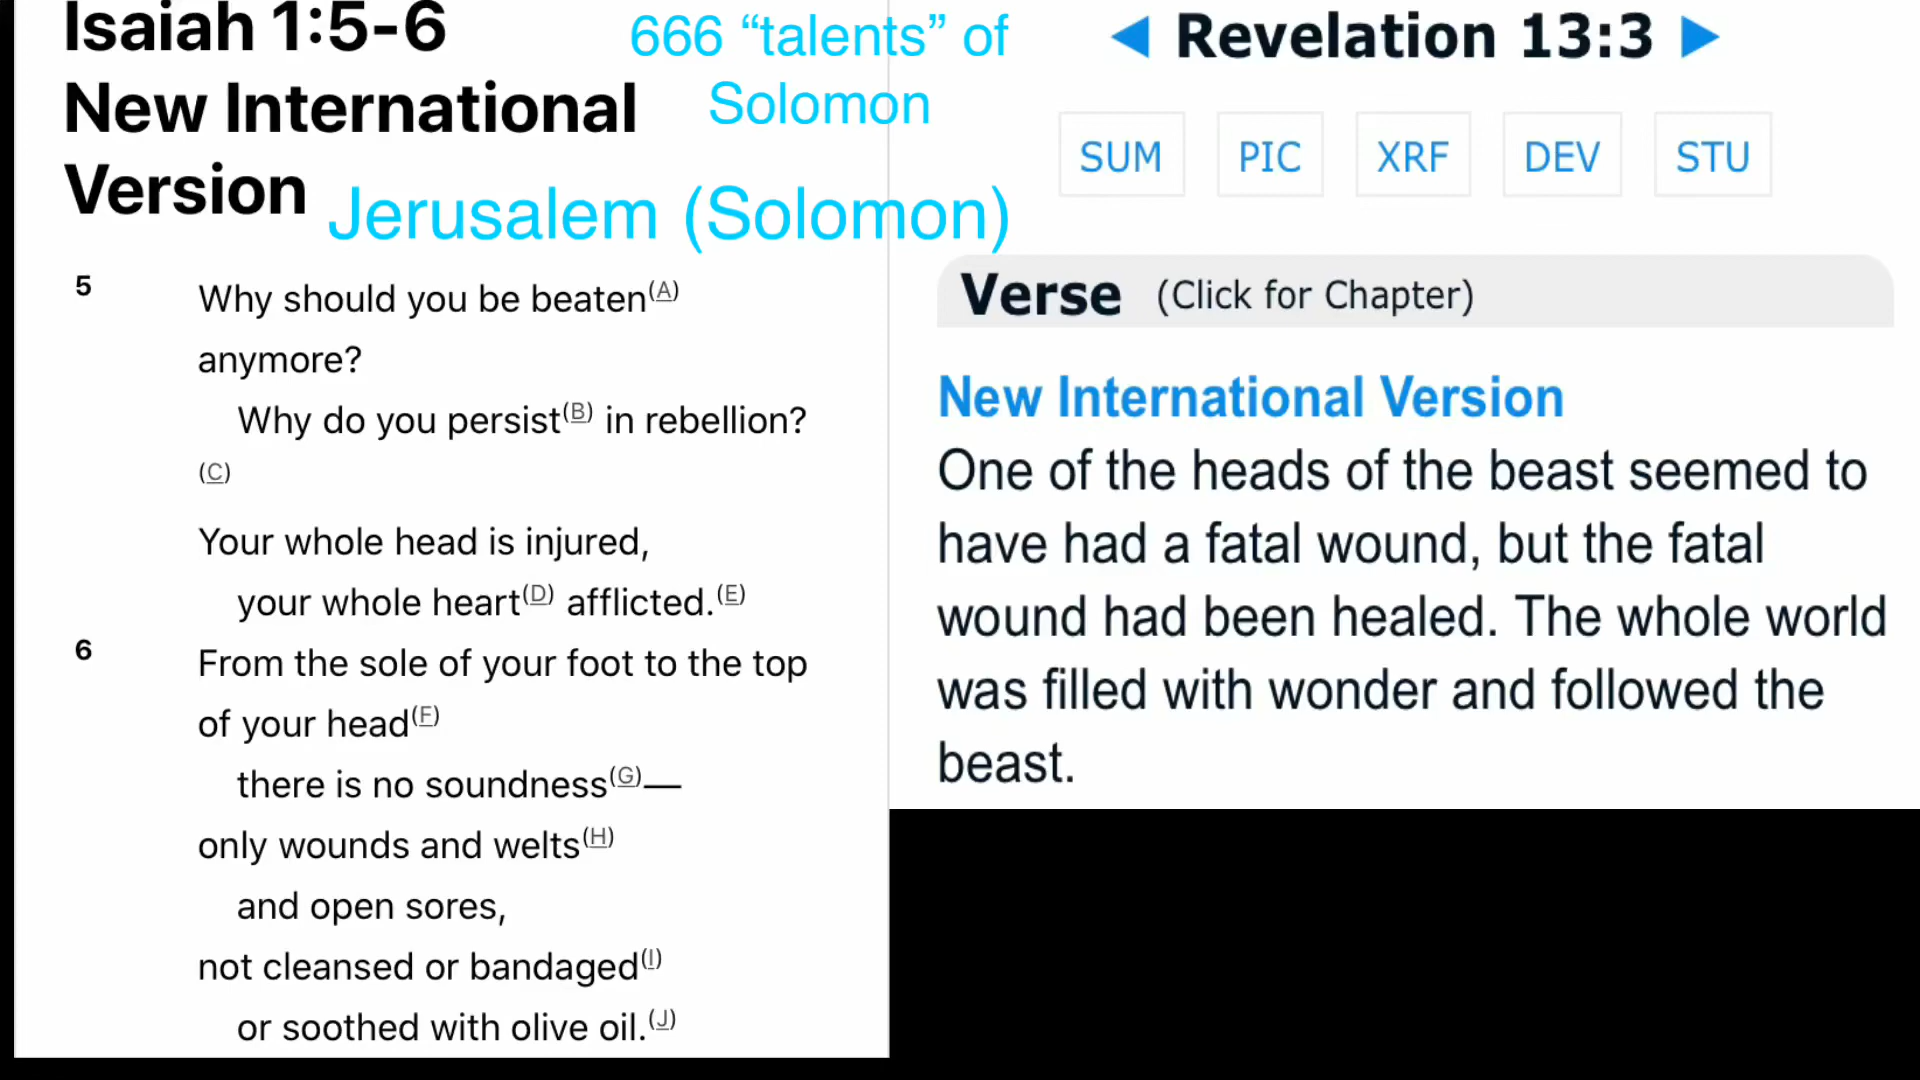 Isaiah 1:5-6
New International
Version
666 “talents” of
Solomon
Jerusalem (Solomon)
5 Why should you be beaten(A)
anymore?
Why do you persist(B) in rebellion?
(C)
Your whole head is injured,
your whole heart(D) afflicted.(E)
6 From the sole of your foot to the top
of your head(F)
there is no soundness(G)—
only wounds and welts(H)
and open sores,
not cleansed or bandaged(I)
or soothed with olive oil.(J)
◄ Revelation 13:3 ►
SUM PIC XRF DEV STU
Verse (Click for Chapter)
New International Version
One of the heads of the beast seemed to
have had a fatal wound, but the fatal
wound had been healed. The whole world
was filled with wonder and followed the
beast.